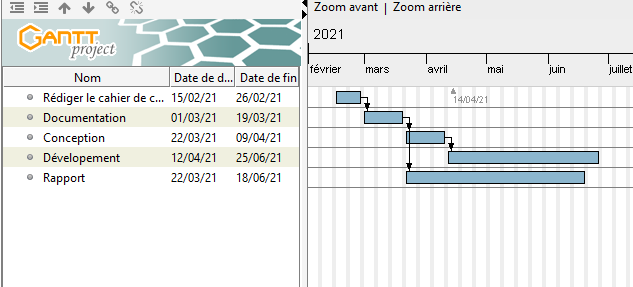 Zoom avant | Zoom arrière
GANTT
project
2021
février mars avril mai juin juillet
Nom Date de d... Date de fin
Rédiger le cahier de c... 15/02/21 26/02/21
14/04/21
Documentation 01/03/21 19/03/21
Conception 22/03/21 09/04/21
Dévelopement 12/04/21 25/06/21
Rapport 22/03/21 18/06/21